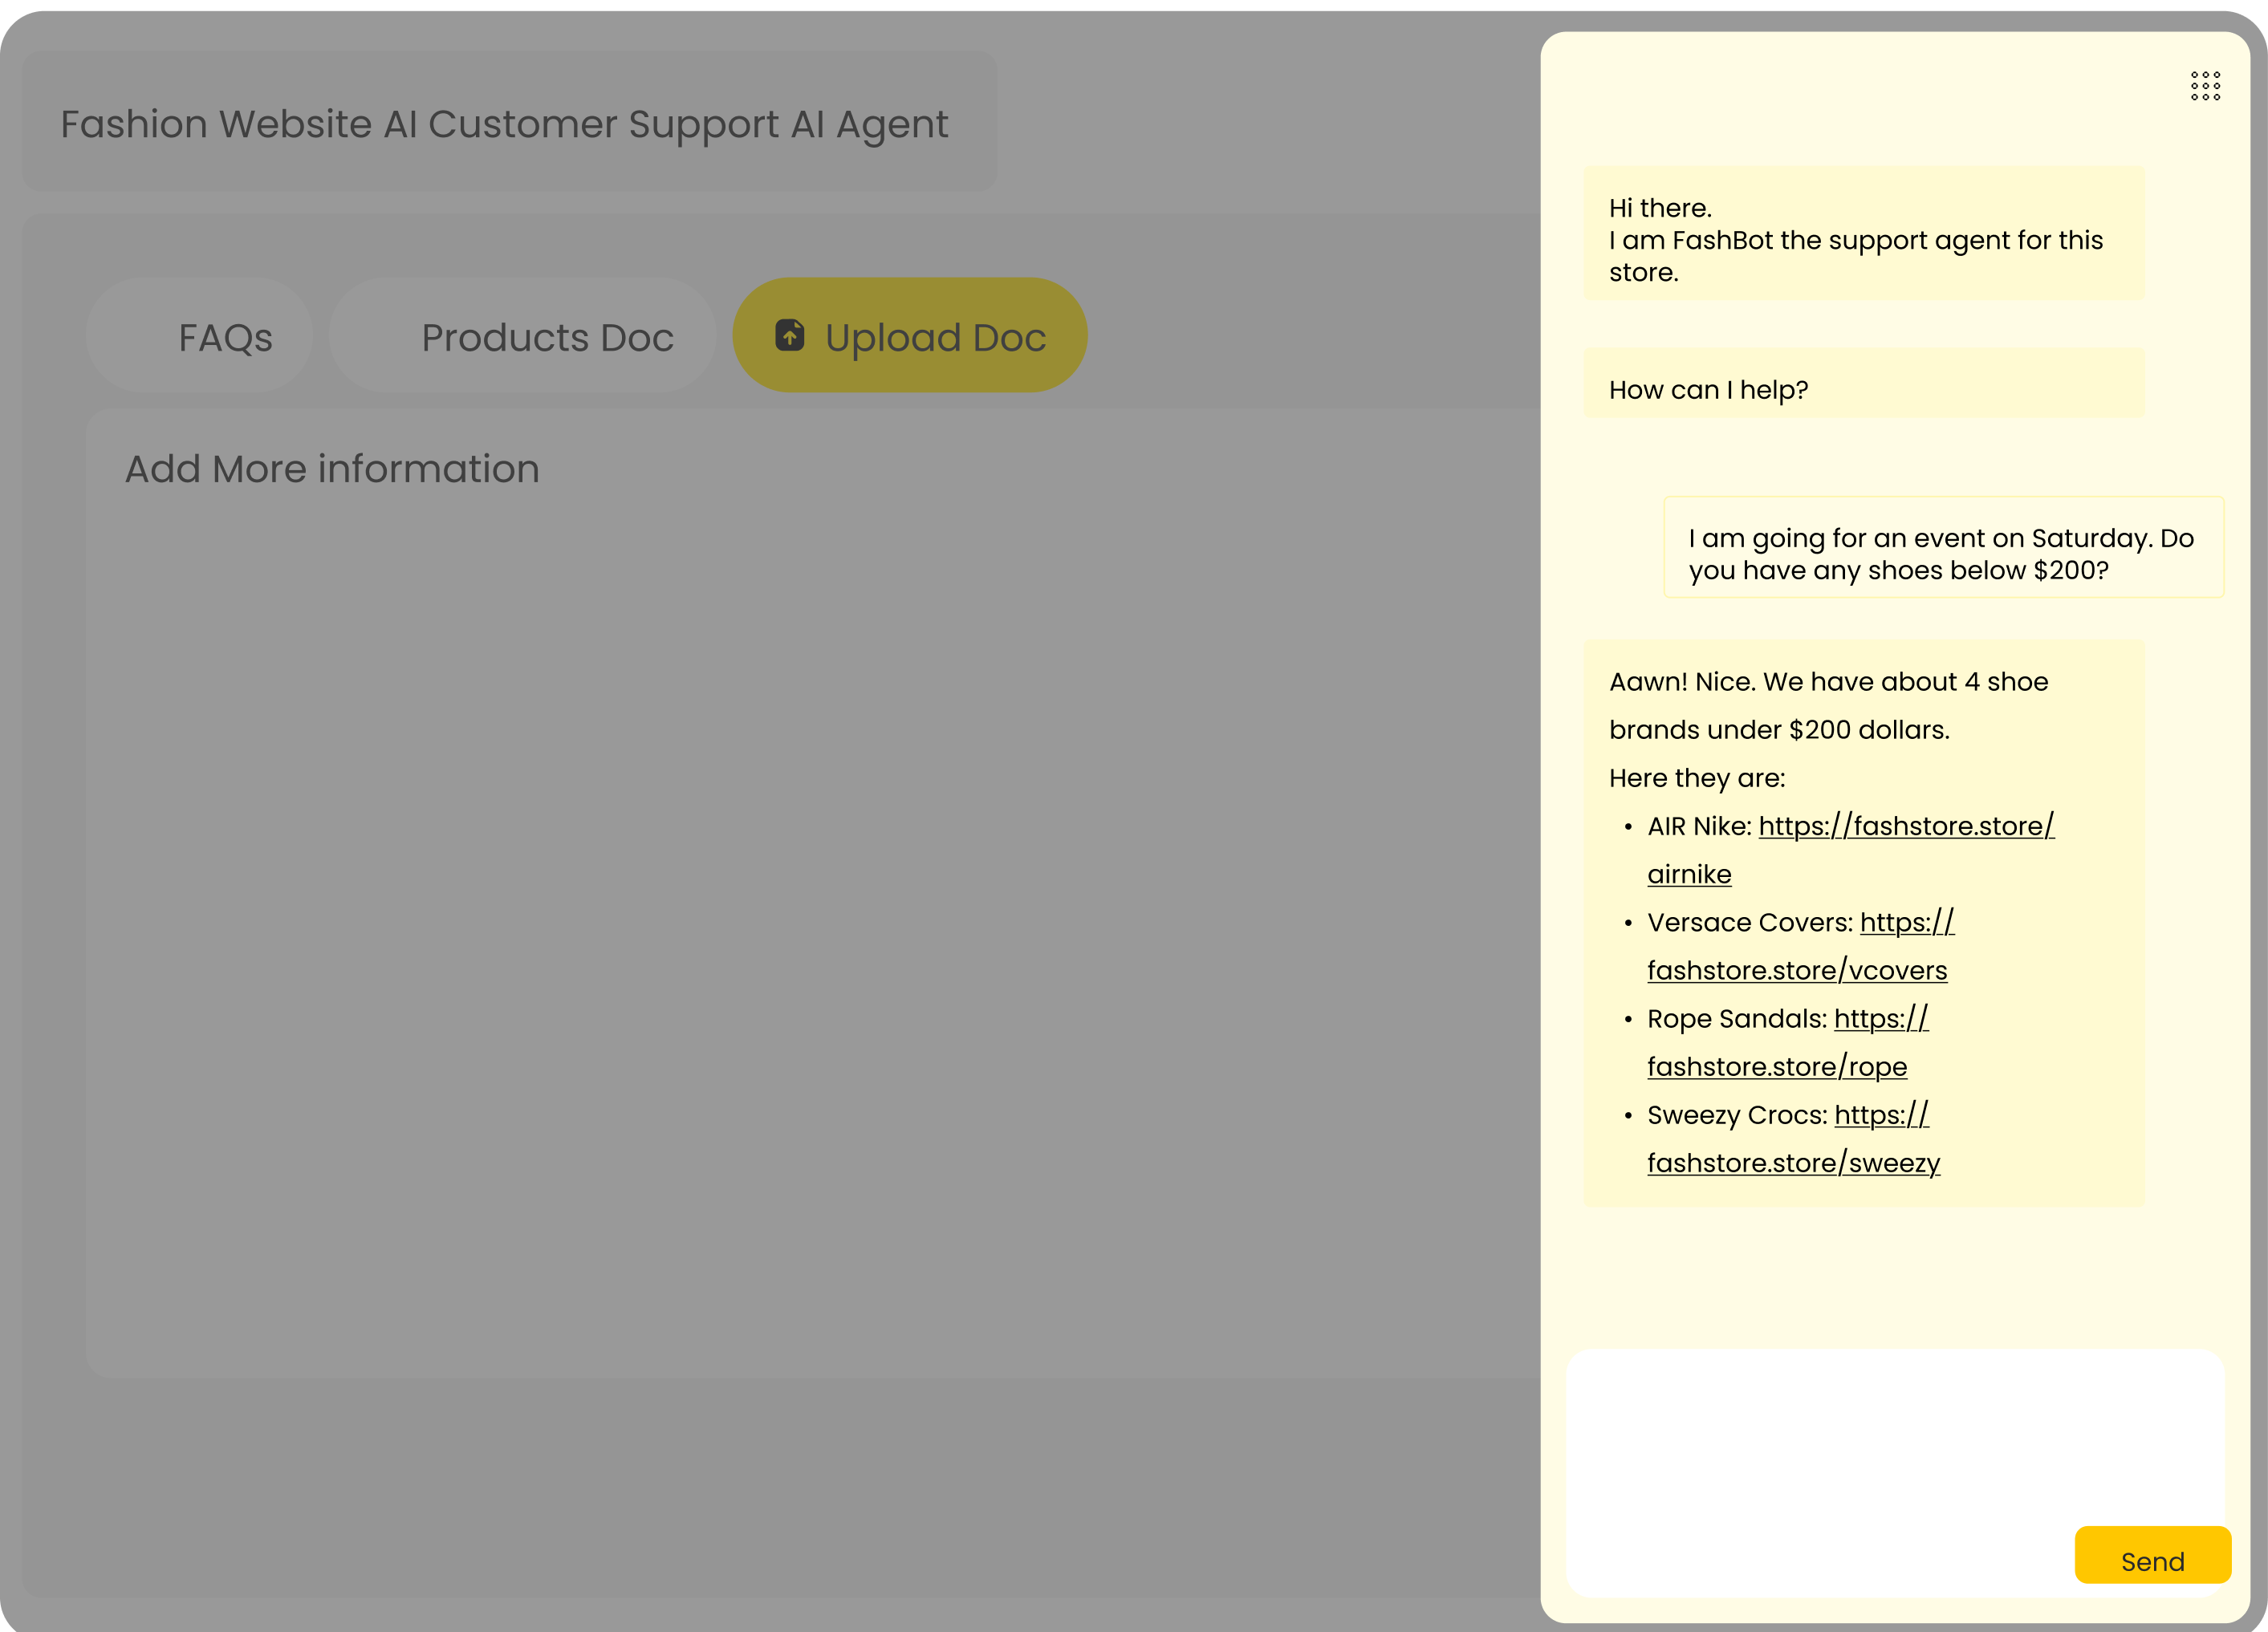 Fashion Website AI Customer Support AI Agent
FAQs
Products Doc
Upload Doc
Add More information
Hi there.
I am FashBot the support agent for this
store.
How can I help?
I am going for an event on Saturday. Do
you have any shoes below $200?
Aawn! Nice. We have about 4 shoe
brands under $200 dollars.
Here they are:
• AIR Nike: https://fashstore.store/
airnike
• Versace Covers: https://
fashstore.store/vcovers
• Rope Sandals: https://
fashstore.store/rope
• Sweezy Crocs: https://
fashstore.store/sweezy
Send